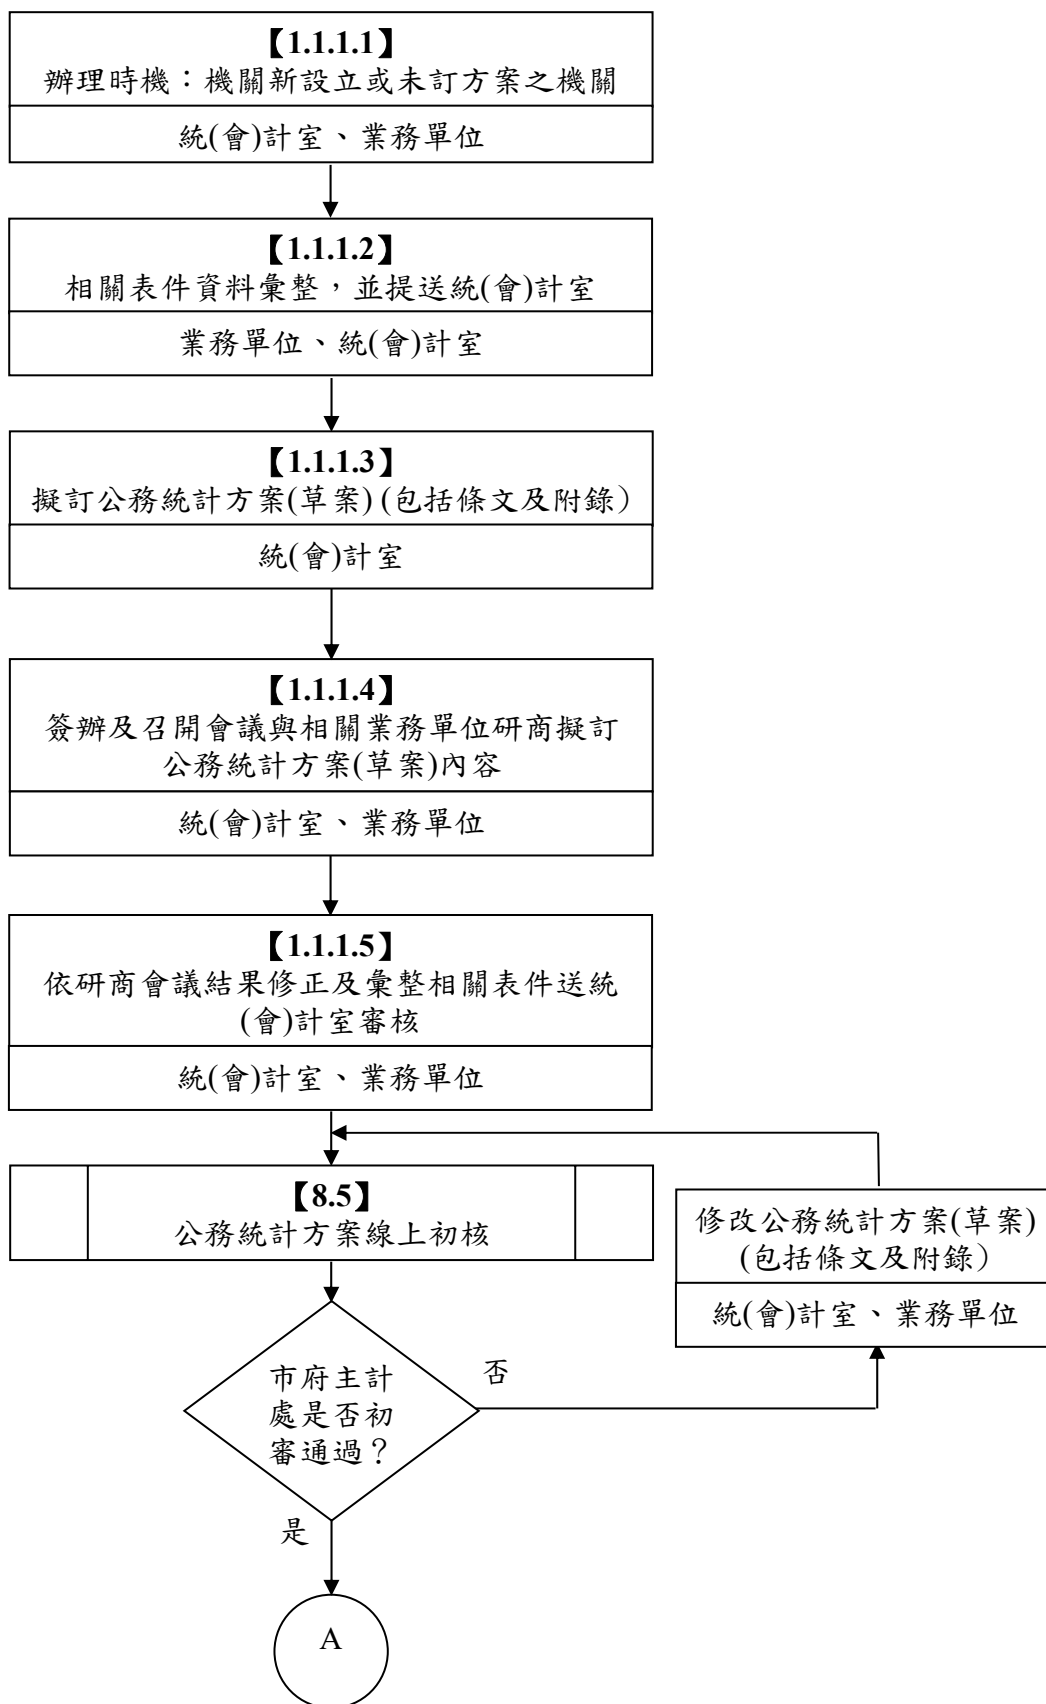 【1.1.1.1】
辦理時機：機關新設立或未訂方案之機關
統(會)計室、業務單位
【1.1.1.2】
相關表件資料彙整，並提送統(會)計室
業務單位、統(會)計室
【1.1.1.3】
擬訂公務統計方案(草案)(包括條文及附錄）
統(會)計室
【1.1.1.4】
簽辦及召開會議與相關業務單位研商擬訂
公務統計方案(草案)內容
統(會)計室、業務單位
【1.1.1.5】
依研商會議結果修正及彙整相關表件送統
(會)計室審核
統(會)計室、業務單位
【8.5】
公務統計方案線上初核
修改公務統計方案(草案)
(包括條文及附錄）
統(會)計室、業務單位
市府主計
處是否初
審通過？
否
是
A